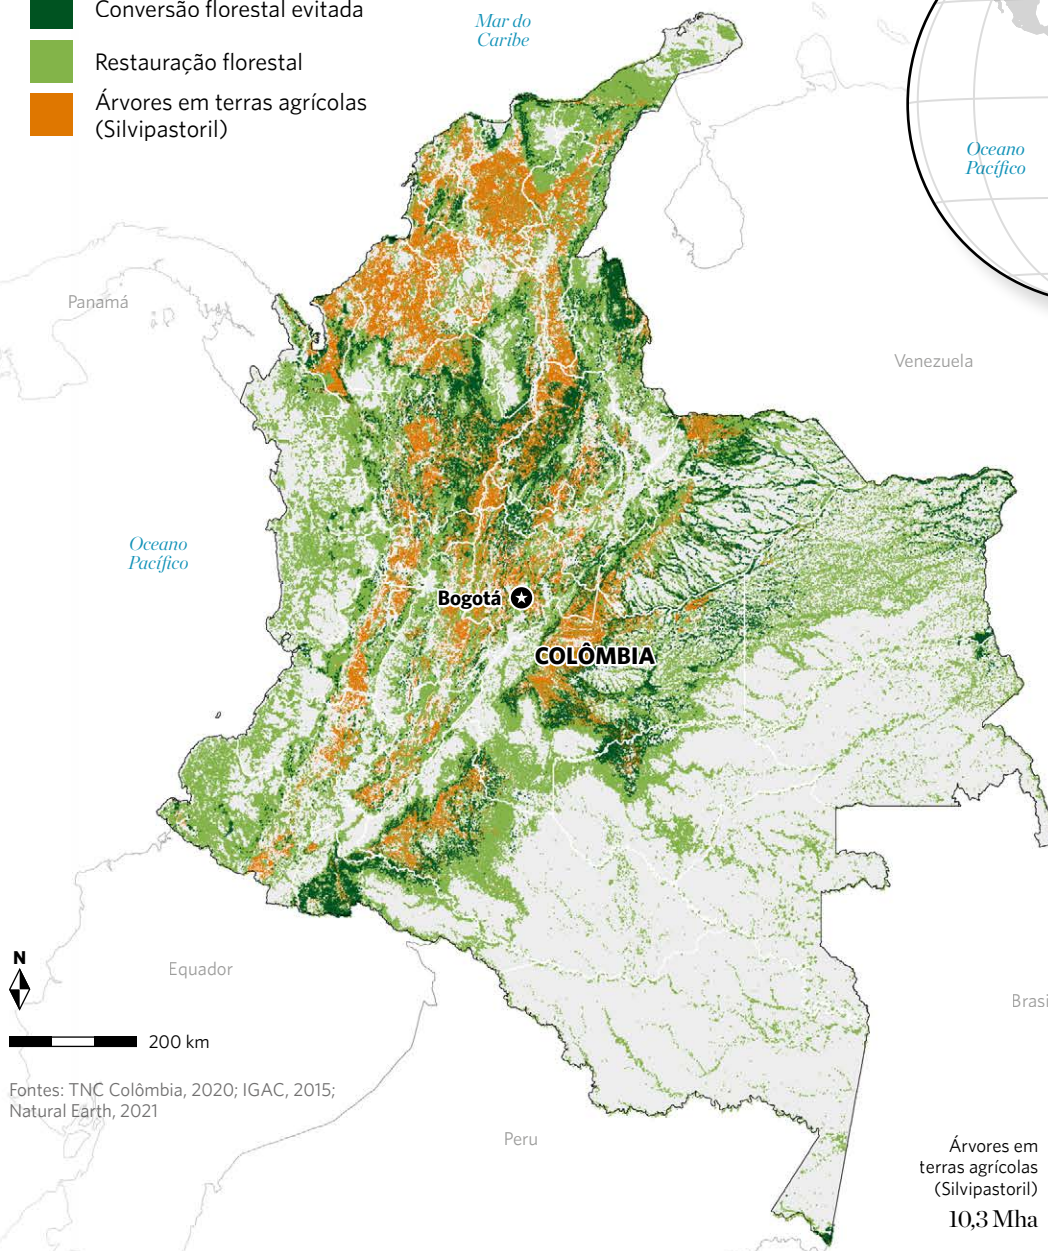 Conversão florestal evitada
Restauração florestal
Árvores em terras agrícolas
(Silvipastoril)
Mar do
Caribe
Oceano
Pacífico
Panamá
Venezuela
Oceano
Pacífico
Bogotá
COLÔMBIA
N
Equador
Brasi
200 km
Fontes: TNC Colômbia, 2020; IGAC, 2015;
Natural Earth, 2021
Peru
Árvores em
terras agrícolas
(Silvipastoril)
10,3 Mha